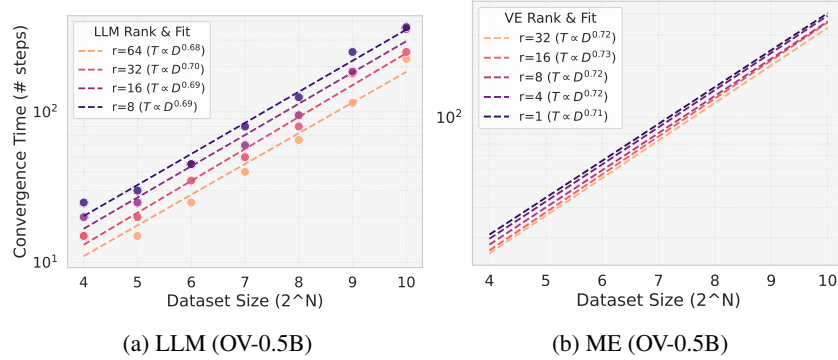 LLM Rank & Fit
r=64 (T ∝ D^0.68)
r=32 (T ∝ D^0.70)
r=16 (T ∝ D^0.69)
r=8 (T ∝ D^0.69)
Convergence Time (# steps)
10^2
10^1
4 5 6 7 8 9 10
Dataset Size (2^N)
(a) LLM (OV-0.5B)
VE Rank & Fit
r=32 (T ∝ D^0.72)
r=16 (T ∝ D^0.73)
r=8 (T ∝ D^0.72)
r=4 (T ∝ D^0.72)
r=1 (T ∝ D^0.71)
10^2
4 5 6 7 8 9 10
Dataset Size (2^N)
(b) ME (OV-0.5B)